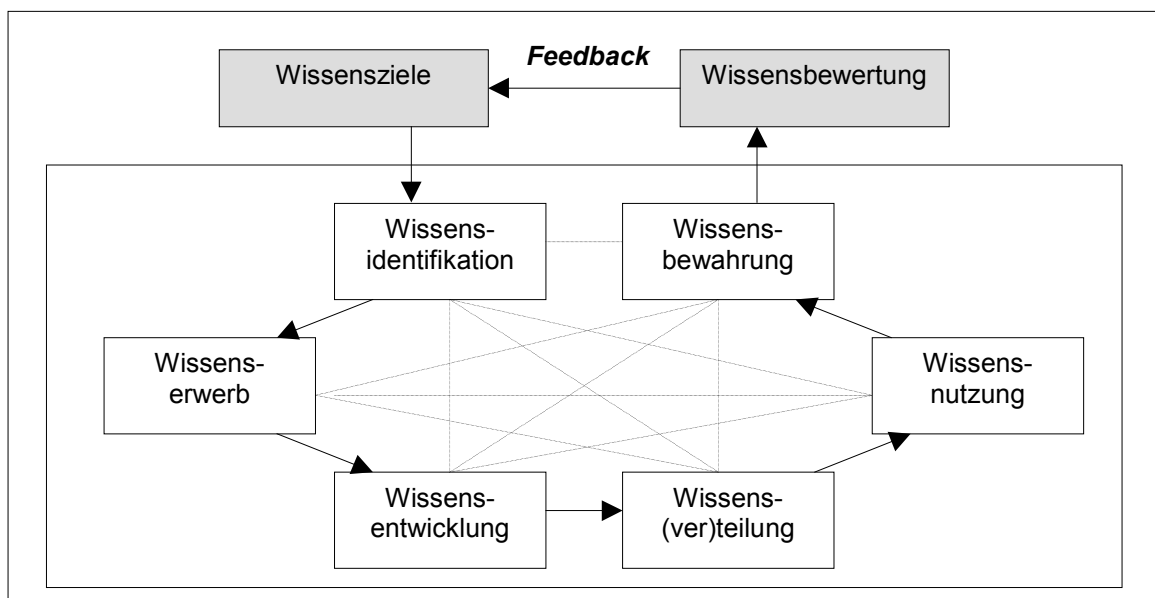 Feedback
Wissensziele
Wissensbewertung
Wissens-
identifikation
Wissens-
bewahrung
Wissens-
erwerb
Wissens-
nutzung
Wissens-
entwicklung
Wissens-
(ver)teilung